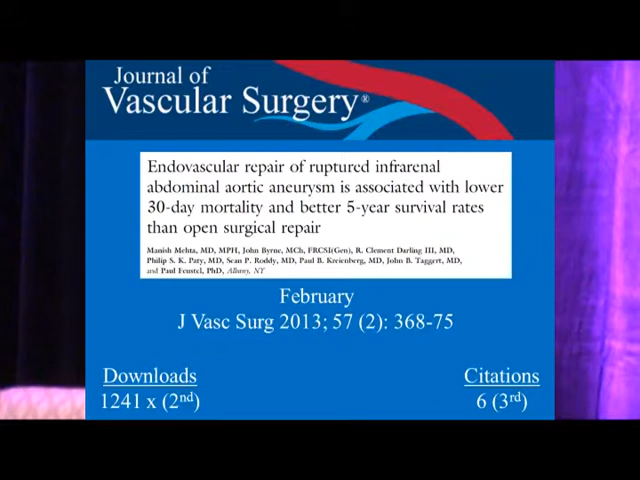 Journal of
Vascular Surgery®
Endovascular repair of ruptured infrarenal
abdominal aortic aneurysm is associated with lower
30-day mortality and better 5-year survival rates
than open surgical repair
Manish Mehta, MD, MPH, John Byrne, MCh, FRCSI(Gen), R. Clement Darling III, MD,
Philip S. K. Paty, MD, Sean P. Roddy, MD, Paul B. Kreienberg, MD, John B. Taggert, MD,
and Paul Feustel, PhD, Albany, NY
February
J Vasc Surg 2013; 57 (2): 368-75
Downloads
1241 x (2nd)
Citations
6 (3rd)